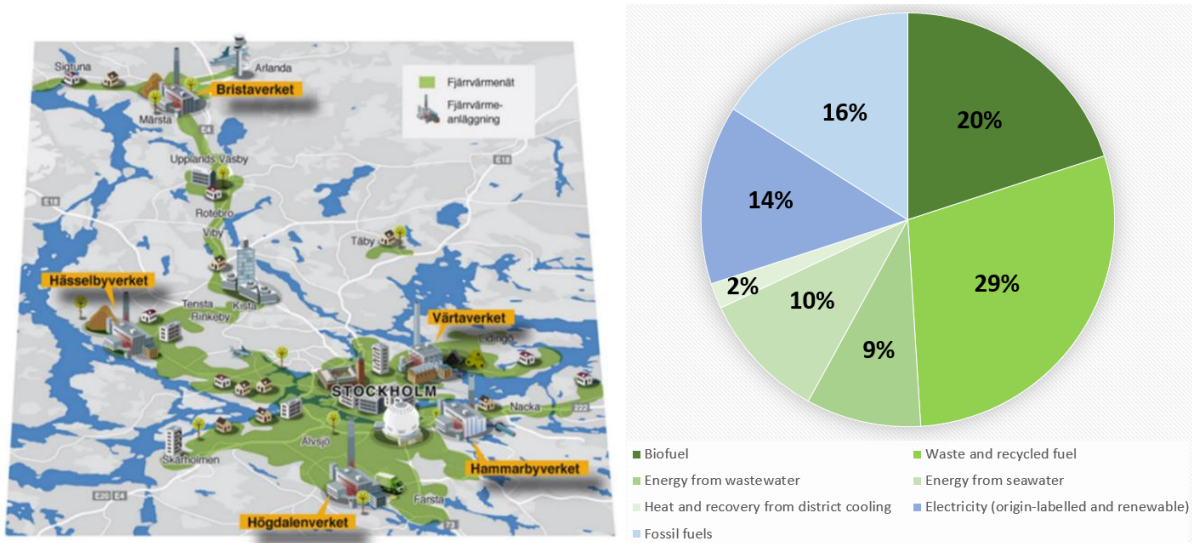 Sigtuna
Arlanda
Bristaverket
Märsta
E4
Fjärrvärmenät
Fjärrvärme-
anläggning
Upplands Väsby
E18
E18
Rotebro
Viby
Täby
Hässelbyverket
Kista
Tensta
Rinkeby
Värtaverket
Lidingö
STOCKHOLM
Nacka
222
Älvsjö
Skärholmen
Hammarbyverket
E20 E4
Farsta
Högdalenverket
73
16%
20%
14%
2%
10%
9%
29%
Biofuel
Waste and recycled fuel
Energy from wastewater
Energy from seawater
Heat and recovery from district cooling
Electricity (origin-labelled and renewable)
Fossil fuels